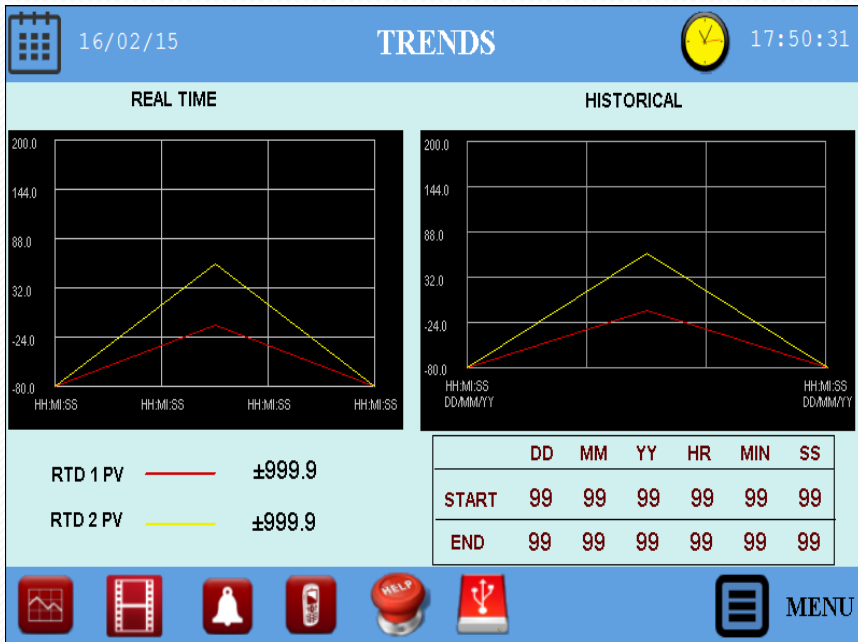 16/02/15 TRENDS 17:50:31
REAL TIME
200.0
144.0
88.0
32.0
-24.0
-80.0
HH:MI:SS HH:MI:SS HH:MI:SS HH:MI:SS
HISTORICAL
200.0
144.0
88.0
32.0
-24.0
-80.0
HH:MI:SS HH:MI:SS
DD/MM/YY DD/MM/YY
RTD 1 PV ±999.9
RTD 2 PV ±999.9
DD MM YY HR MIN SS
START 99 99 99 99 99 99
END 99 99 99 99 99 99
HELP
MENU